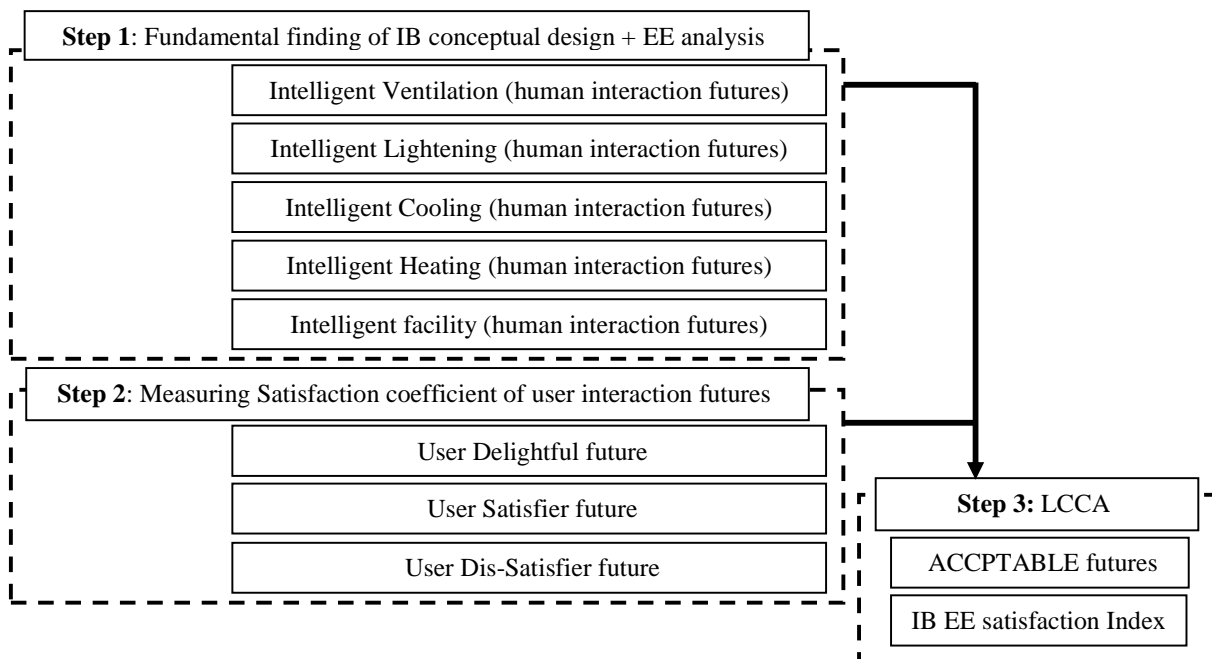 Step 1: Fundamental finding of IB conceptual design + EE analysis
Intelligent Ventilation (human interaction futures)
Intelligent Lightening (human interaction futures)
Intelligent Cooling (human interaction futures)
Intelligent Heating (human interaction futures)
Intelligent facility (human interaction futures)
Step 2: Measuring Satisfaction coefficient of user interaction futures
User Delightful future
User Satisfier future
User Dis-Satisfier future
Step 3: LCCA
ACCPTABLE futures
IB EE satisfaction Index